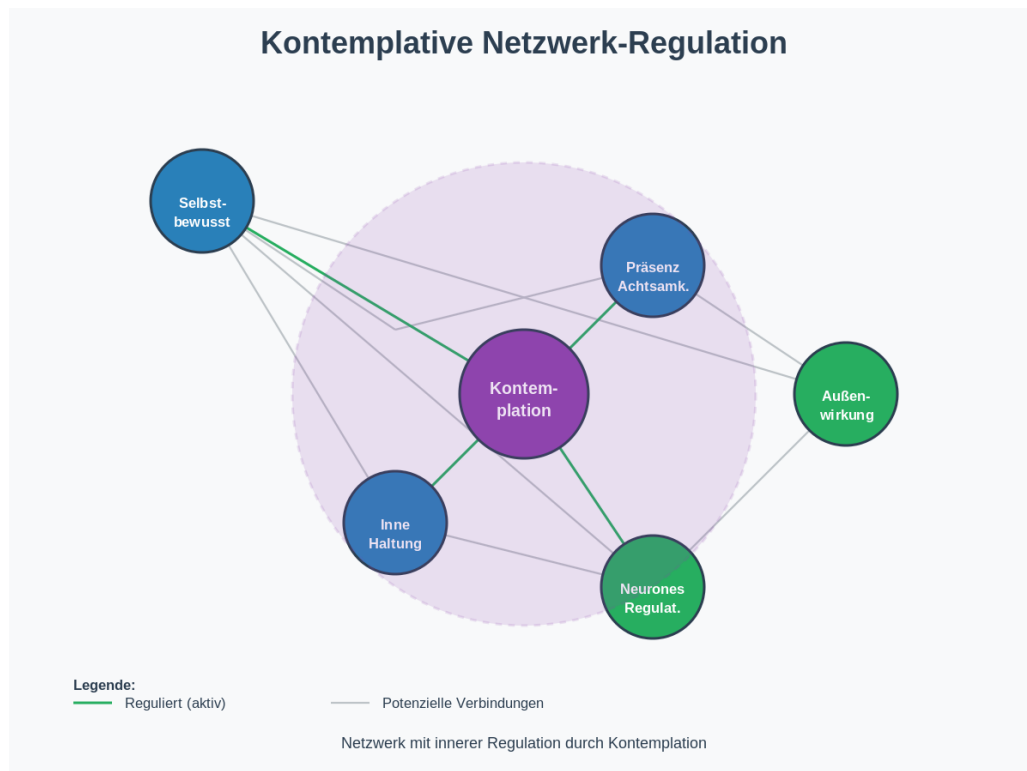 Kontemplative Netzwerk-Regulation
Selbst-
bewusst
Präsenz
Achtsamk.
Kontem-
plation
Außen-
wirkung
Inne
Haltung
Neurones
Regulat.
Legende:
Reguliert (aktiv)
Potenzielle Verbindungen
Netzwerk mit innerer Regulation durch Kontemplation